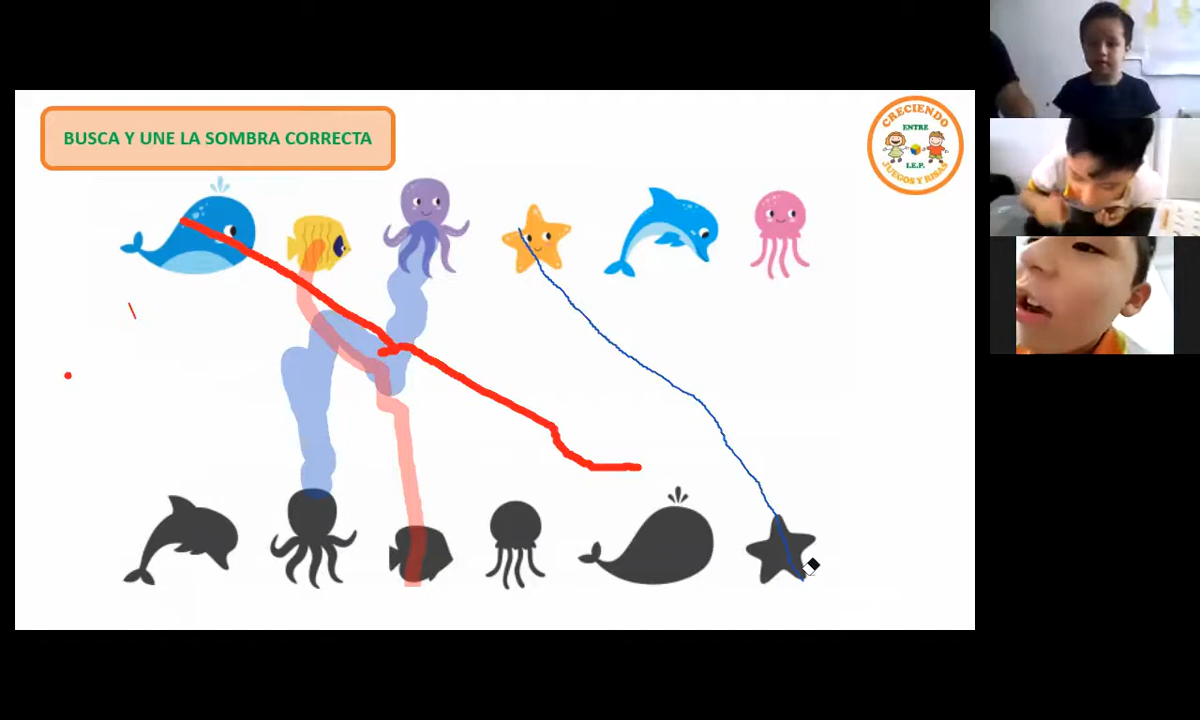 BUSCA Y UNE LA SOMBRA CORRECTA
CRECIENDO
ENTRE
I.E.P.
JUEGOS Y RISAS